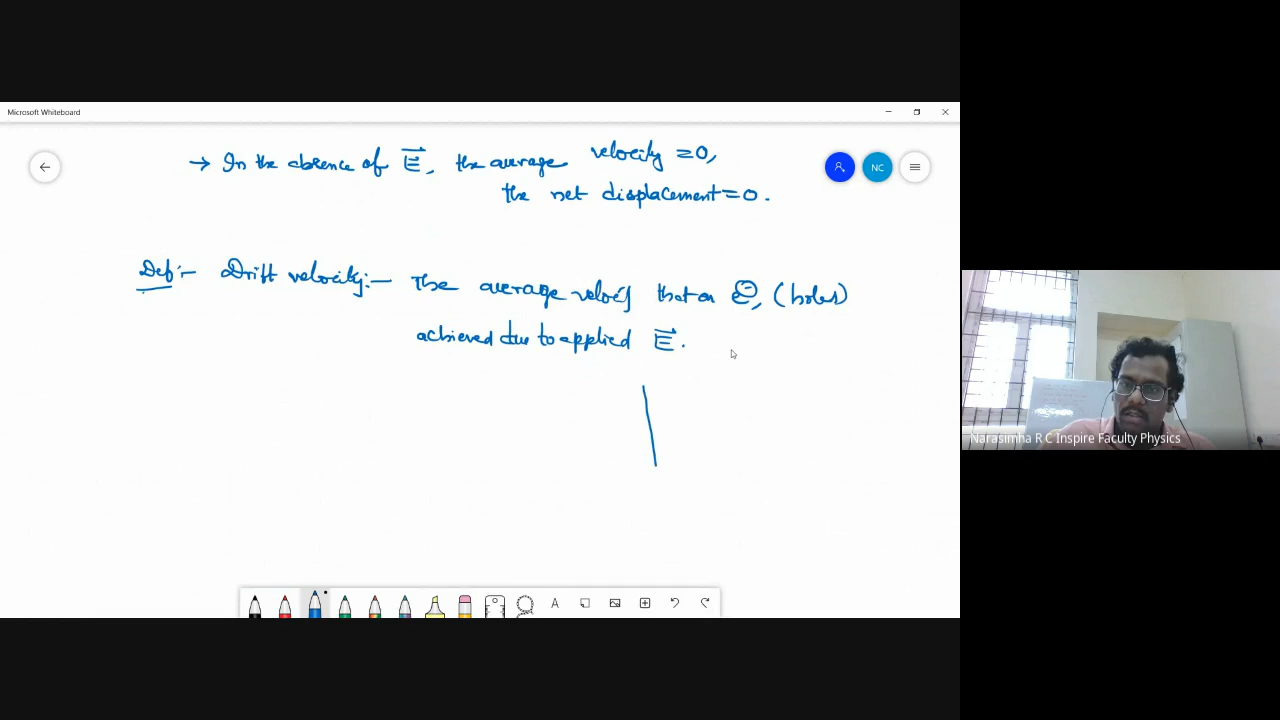 Microsoft Whiteboard
→ In the absence of E, the average velocity = 0,
NC
the net displacement = 0.
Def:- Drift velocity:- The average veloci that an e⊖, (holes)
achieved due to applied E.
Narasimha R C Inspire Faculty Physics
A